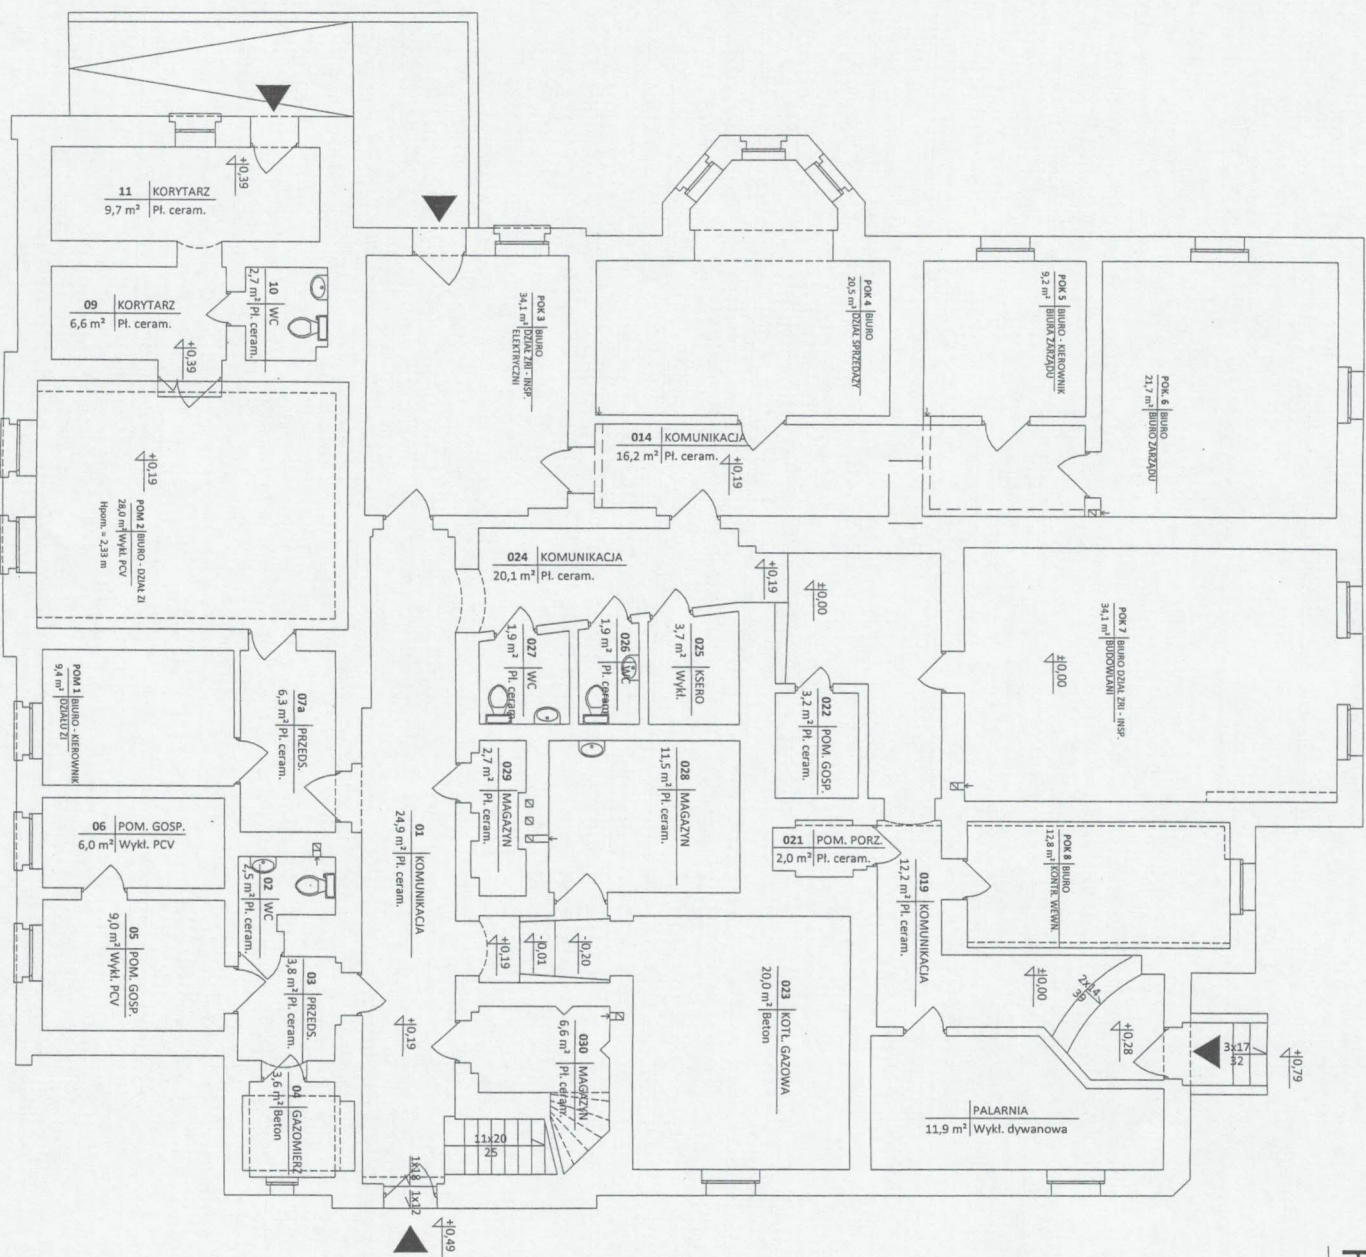 +0,39
11 KORYTARZ
9,7 m² Pł. ceram.
09 KORYTARZ
6,6 m² Pł. ceram.
+0,39
10 WC
2,7 m² Pł. ceram.
POK 3 BIURO
34,1 m² DZIAŁ ZRI - INSP.
ELEKTRYCZNI
POK 4 BIURO
20,5 m² DZIAŁ SPRZEDAŻY
POK 5 BIURO - KIEROWNIK
9,2 m² BIURA ZARZĄDU
POK. 6 BIURO
21,7 m² BIURO ZARZĄDU
014 KOMUNIKACJA
16,2 m² Pł. ceram.
+0,19
+0,19
POM 2 BIURO - DZIAŁ ZI
28,0 m² Wykł. PCV
Hpom. = 2,33 m
024 KOMUNIKACJA
20,1 m² Pł. ceram.
+0,19
±0,00
027 WC
1,9 m² Pł. ceram.
026 WC
1,9 m² Pł. ceram.
025 KSERO
3,7 m² Wykł.
022 POM. GOSP.
3,2 m² Pł. ceram.
POK 7 BIURO DZIAŁ ZRI - INSP.
34,1 m² BUDOWLANI
±0,00
POM 1 BIURO - KIEROWNIK
9,4 m² DZIAŁU ZI
07a PRZEDS.
6,3 m² Pł. ceram.
029 MAGAZYN
2,7 m² Pł. ceram.
028 MAGAZYN
11,5 m² Pł. ceram.
06 POM. GOSP.
6,0 m² Wykł. PCV
01 KOMUNIKACJA
24,9 m² Pł. ceram.
021 POM. PORZ.
2,0 m² Pł. ceram.
019 KOMUNIKACJA
12,2 m² Pł. ceram.
POK 8 BIURO
12,8 m² KONTR. WEWN.
02 WC
2,5 m² Pł. ceram.
05 POM. GOSP.
9,0 m² Wykł. PCV
03 PRZEDS.
3,8 m² Pł. ceram.
+0,19
-0,01
-0,20
023 KOTŁ. GAZOWA
20,0 m² Beton
±0,00
2x14
39
+0,28
3x17
32
+0,79
+0,19
030 MAGAZYN
6,6 m² Pł. ceram.
04 GAZOMIERZ
3,6 m² Beton
11x20
25
PALARNIA
11,9 m² Wykł. dywanowa
1x18 1x12
+0,49